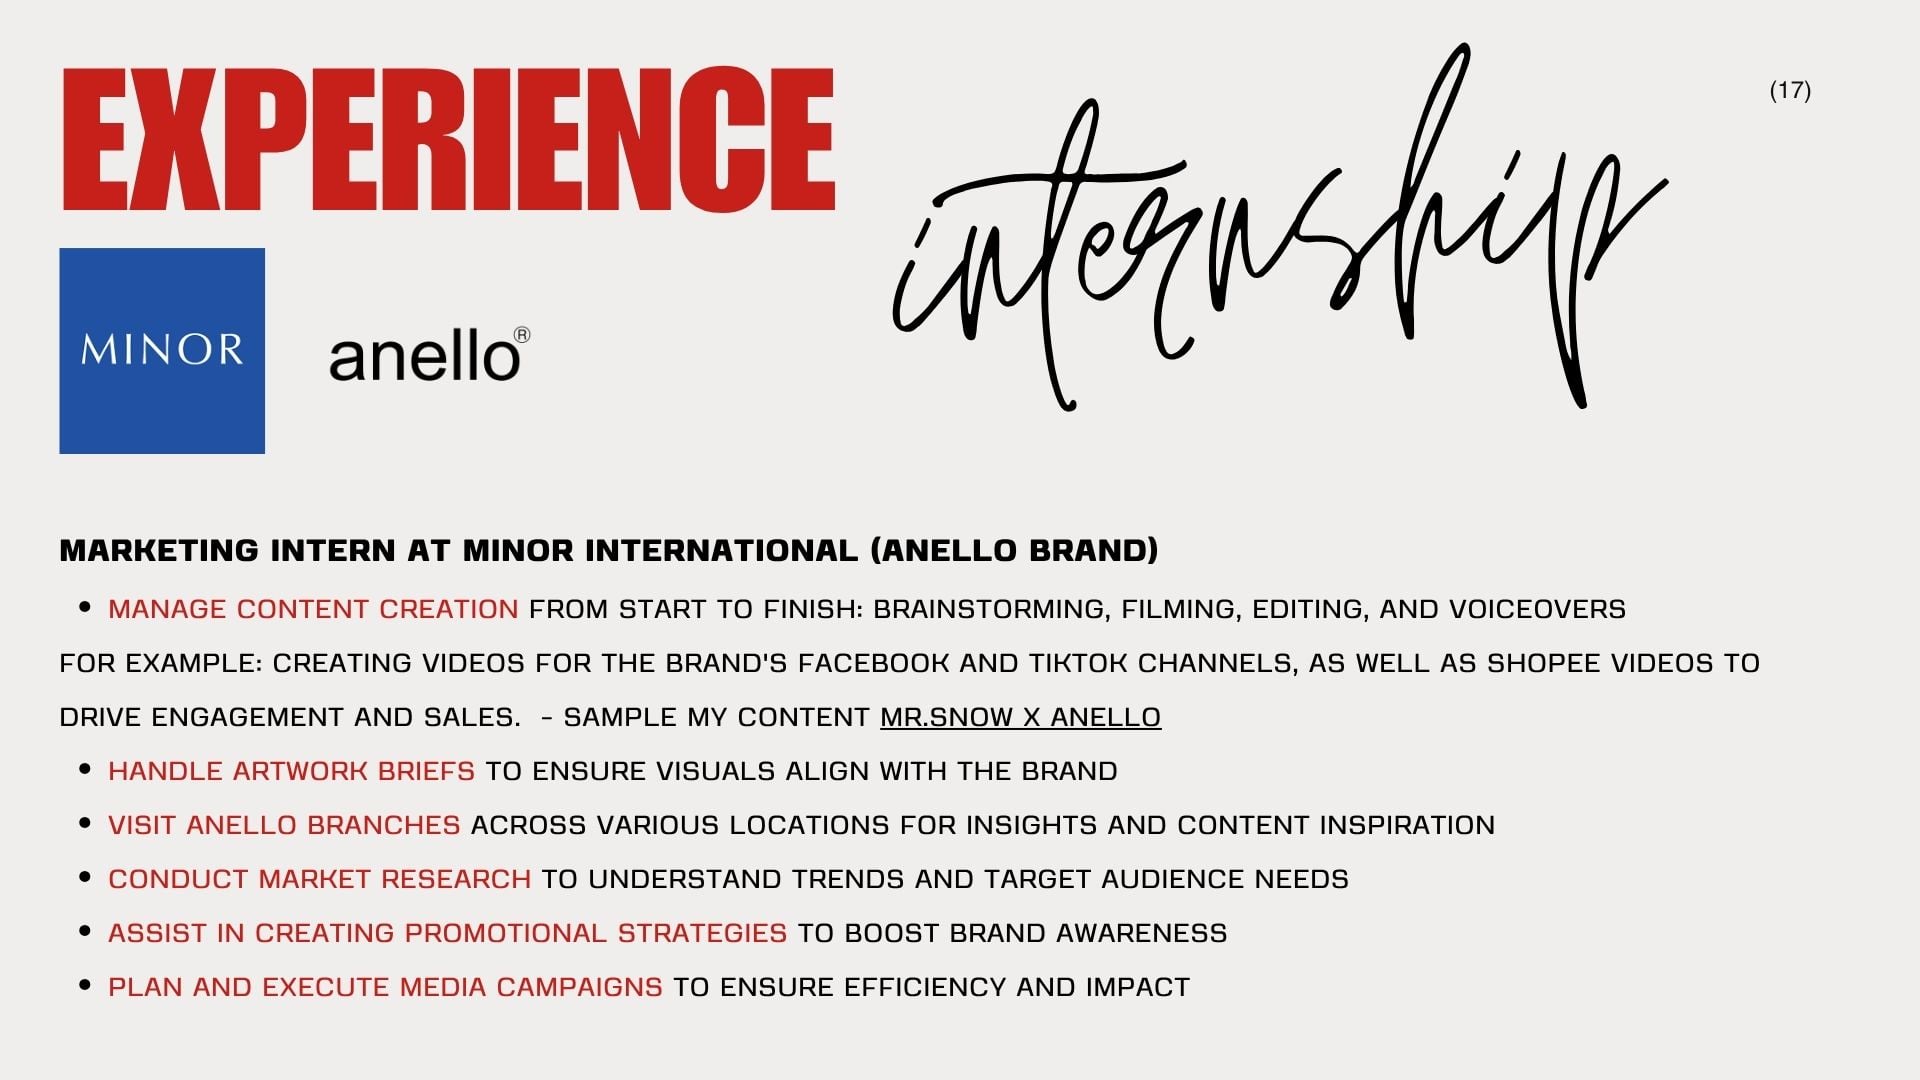 EXPERIENCE
internship
(17)
MINOR
anello®
MARKETING INTERN AT MINOR INTERNATIONAL (ANELLO BRAND)
• MANAGE CONTENT CREATION FROM START TO FINISH: BRAINSTORMING, FILMING, EDITING, AND VOICEOVERS
FOR EXAMPLE: CREATING VIDEOS FOR THE BRAND'S FACEBOOK AND TIKTOK CHANNELS, AS WELL AS SHOPEE VIDEOS TO
DRIVE ENGAGEMENT AND SALES. - SAMPLE MY CONTENT MR.SNOW X ANELLO
• HANDLE ARTWORK BRIEFS TO ENSURE VISUALS ALIGN WITH THE BRAND
• VISIT ANELLO BRANCHES ACROSS VARIOUS LOCATIONS FOR INSIGHTS AND CONTENT INSPIRATION
• CONDUCT MARKET RESEARCH TO UNDERSTAND TRENDS AND TARGET AUDIENCE NEEDS
• ASSIST IN CREATING PROMOTIONAL STRATEGIES TO BOOST BRAND AWARENESS
• PLAN AND EXECUTE MEDIA CAMPAIGNS TO ENSURE EFFICIENCY AND IMPACT